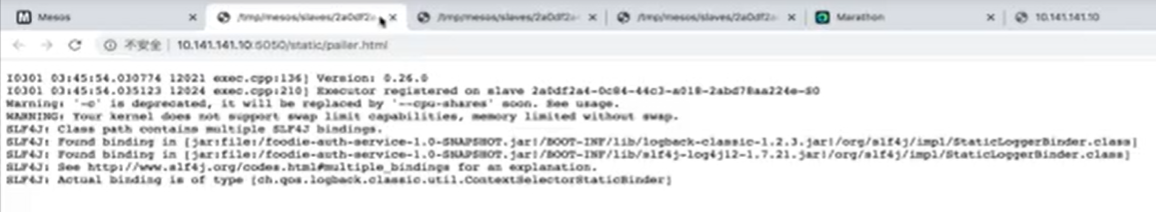 Mesos
/tmp/mesos/slaves/2a0df2a
/tmp/mesos/slaves/2a0df2a
/tmp/mesos/slaves/2a0df2a
Marathon
10.141.141.10
不安全
10.141.141.10:5050/static/pailer.html
I0301 03:45:54.030774 12021 exec.cpp:136] Version: 0.26.0
I0301 03:45:54.035123 12024 exec.cpp:210] Executor registered on slave 2a0df2a4-0c84-44c3-a018-2abd78aa224e-S0
Warning: '-c' is deprecated, it will be replaced by '--cpu-shares' soon. See usage.
WARNING: Your kernel does not support swap limit capabilities, memory limited without swap.
SLF4J: Class path contains multiple SLF4J bindings.
SLF4J: Found binding in [jar:file:/foodie-auth-service-1.0-SNAPSHOT.jar!/BOOT-INF/lib/logback-classic-1.2.3.jar!/org/slf4j/impl/StaticLoggerBinder.class]
SLF4J: Found binding in [jar:file:/foodie-auth-service-1.0-SNAPSHOT.jar!/BOOT-INF/lib/slf4j-log4j12-1.7.21.jar!/org/slf4j/impl/StaticLoggerBinder.class]
SLF4J: See http://www.slf4j.org/codes.html#multiple_bindings for an explanation.
SLF4J: Actual binding is of type [ch.qos.logback.classic.util.ContextSelectorStaticBinder]